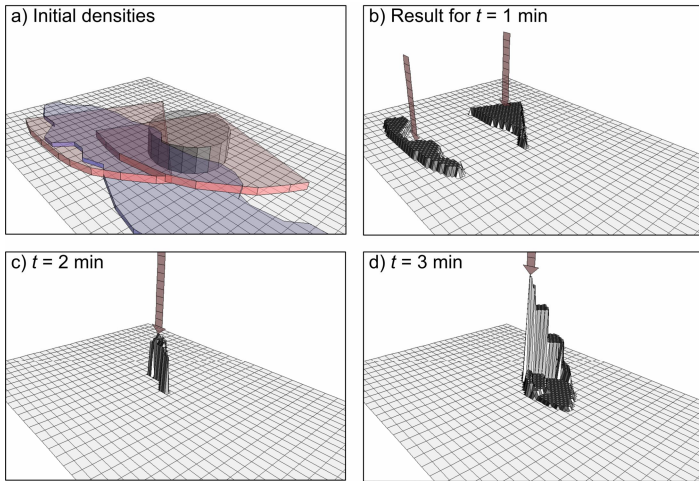 a) Initial densities
b) Result for t = 1 min
c) t = 2 min
d) t = 3 min